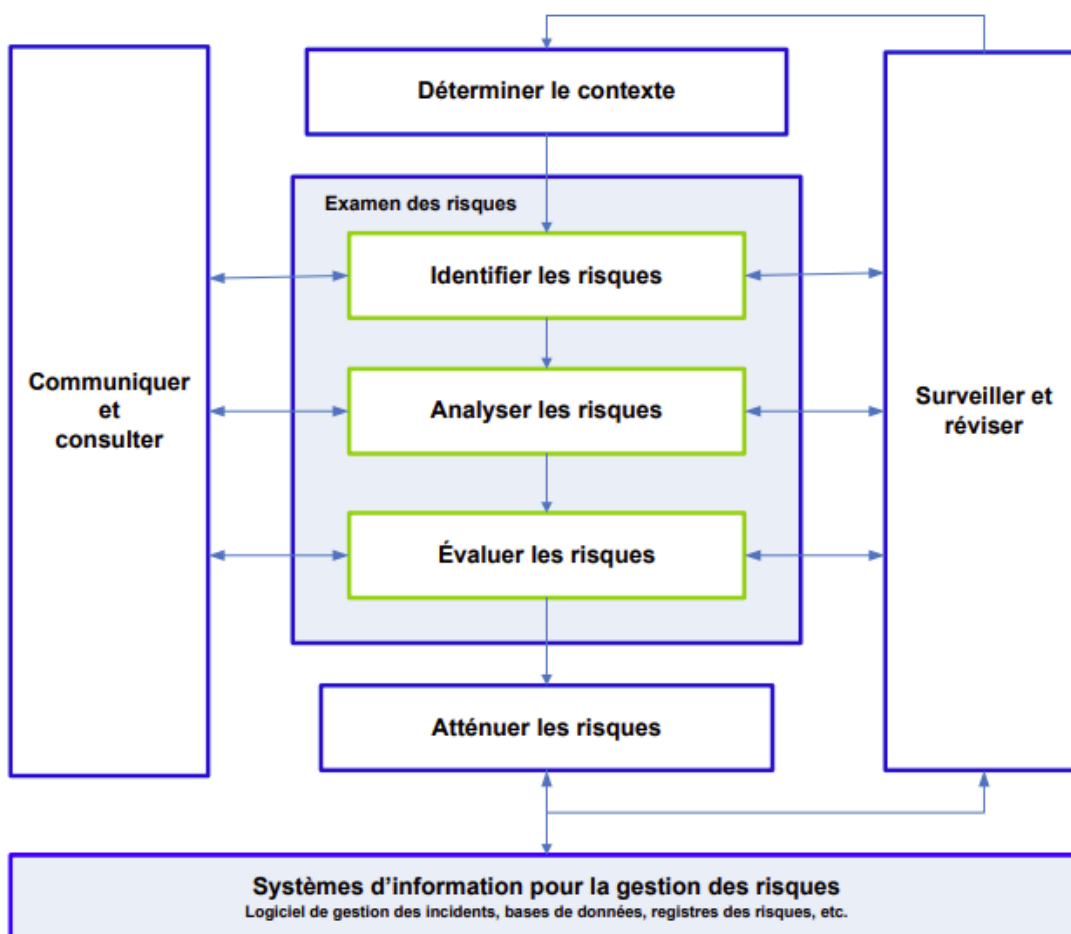 Déterminer le contexte
Examen des risques
Identifier les risques
Communiquer
et
consulter
Analyser les risques
Surveiller et
réviser
Évaluer les risques
Atténuer les risques
Systèmes d’information pour la gestion des risques
Logiciel de gestion des incidents, bases de données, registres des risques, etc.